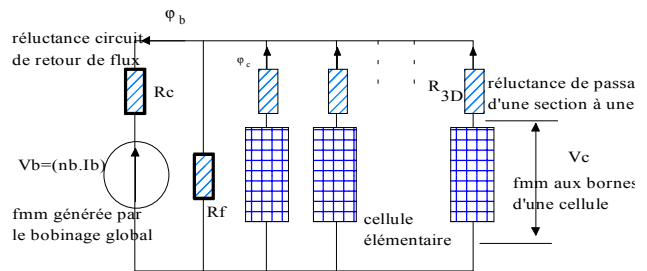 φ b
réluctance circuit
de retour de flux
φ c
Rc
R 3D
réluctance de passa
d'une section à une
Vb=(nb.Ib)
Rf
Vc
fmm générée par
le bobinage global
cellule
élémentaire
fmm aux bornes
d'une cellule